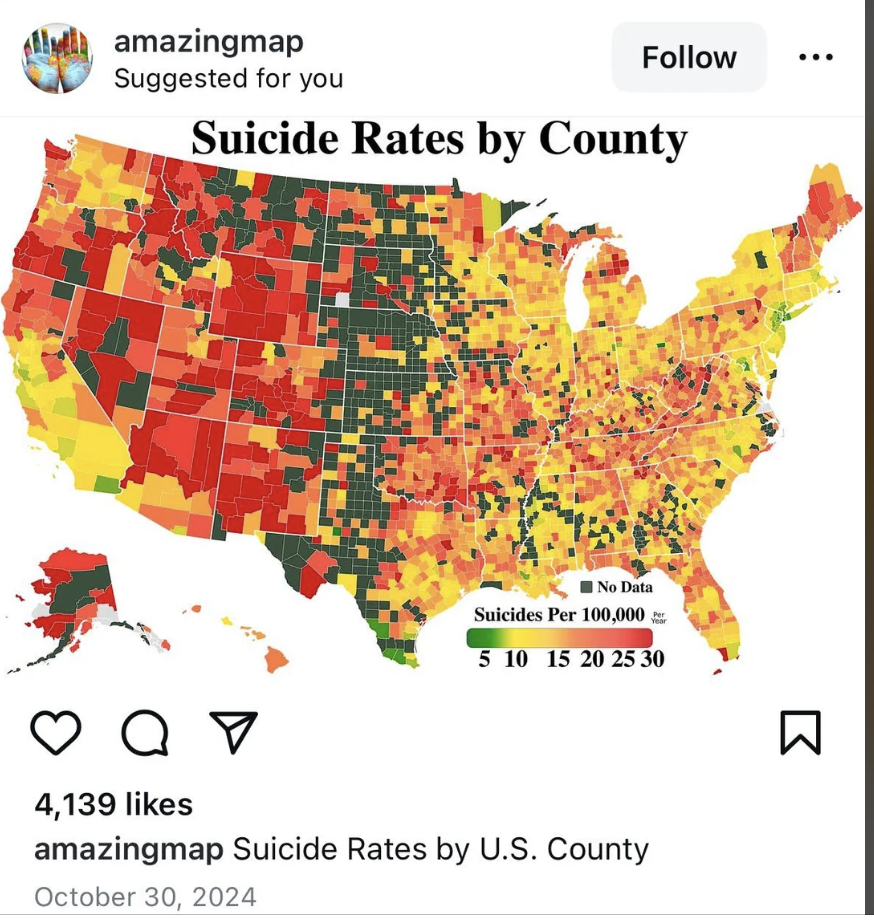 amazingmap
Suggested for you
Follow
Suicide Rates by County
No Data
Suicides Per 100,000 Per Year
5 10 15 20 25 30
4,139 likes
amazingmap Suicide Rates by U.S. County
October 30, 2024